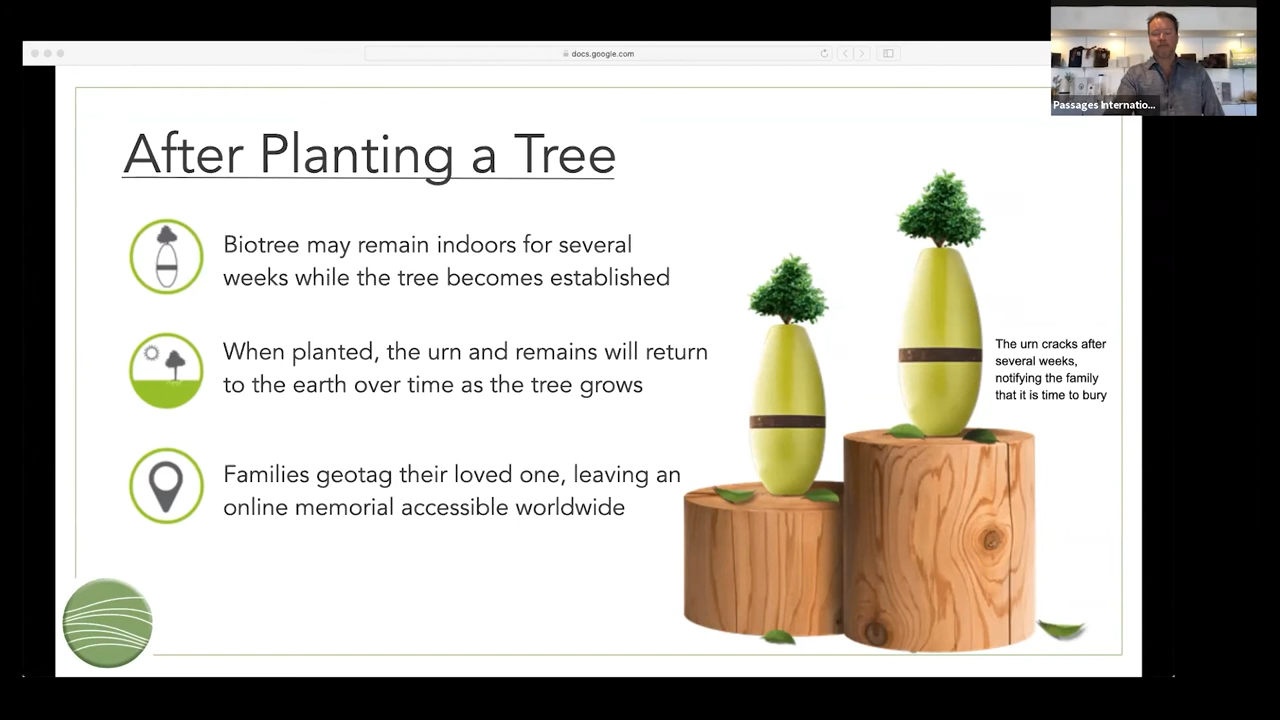 docs.google.com
Passages Internatio...
After Planting a Tree
Biotree may remain indoors for several
weeks while the tree becomes established
When planted, the urn and remains will return
to the earth over time as the tree grows
Families geotag their loved one, leaving an
online memorial accessible worldwide
The urn cracks after
several weeks,
notifying the family
that it is time to bury